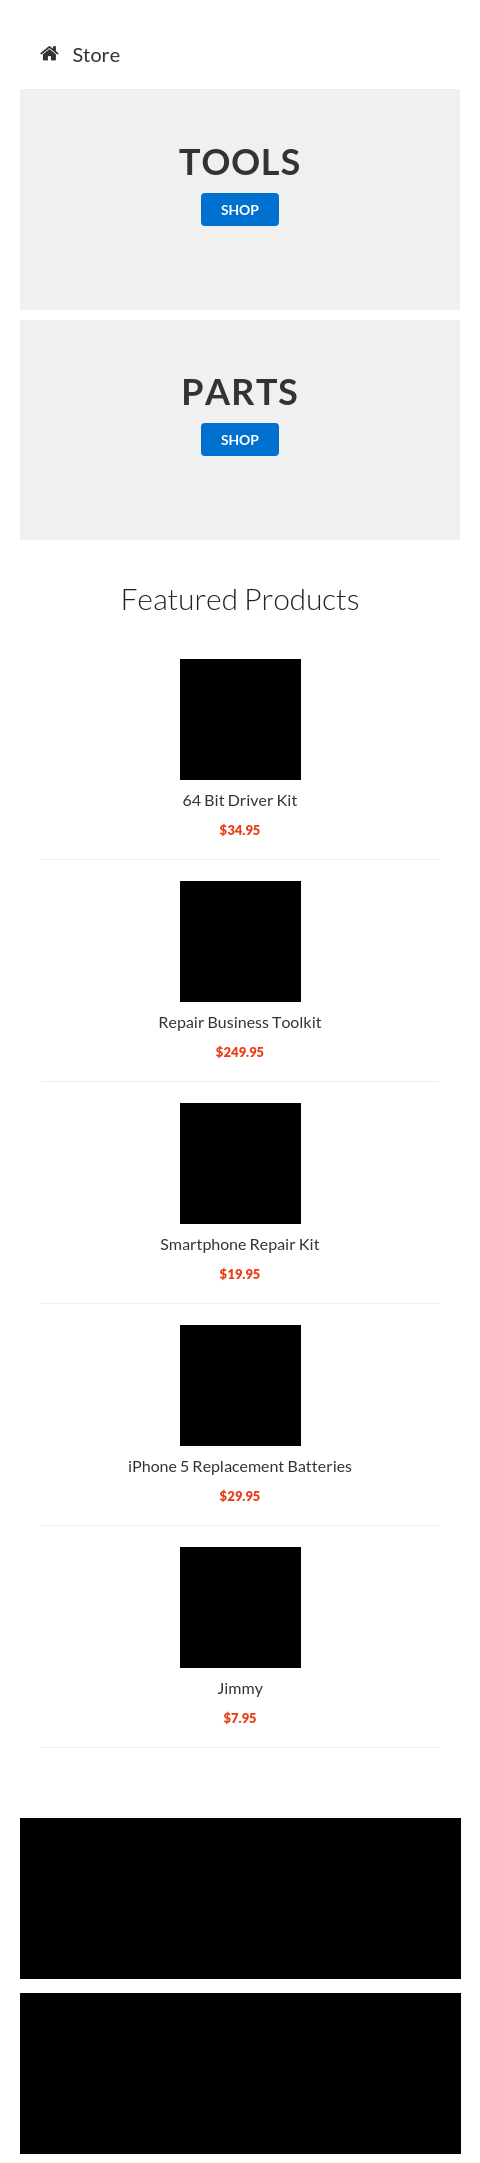 Store
TOOLS
SHOP
PARTS
SHOP
Featured Products
64 Bit Driver Kit
$34.95
Repair Business Toolkit
$249.95
Smartphone Repair Kit
$19.95
iPhone 5 Replacement Batteries
$29.95
Jimmy
$7.95